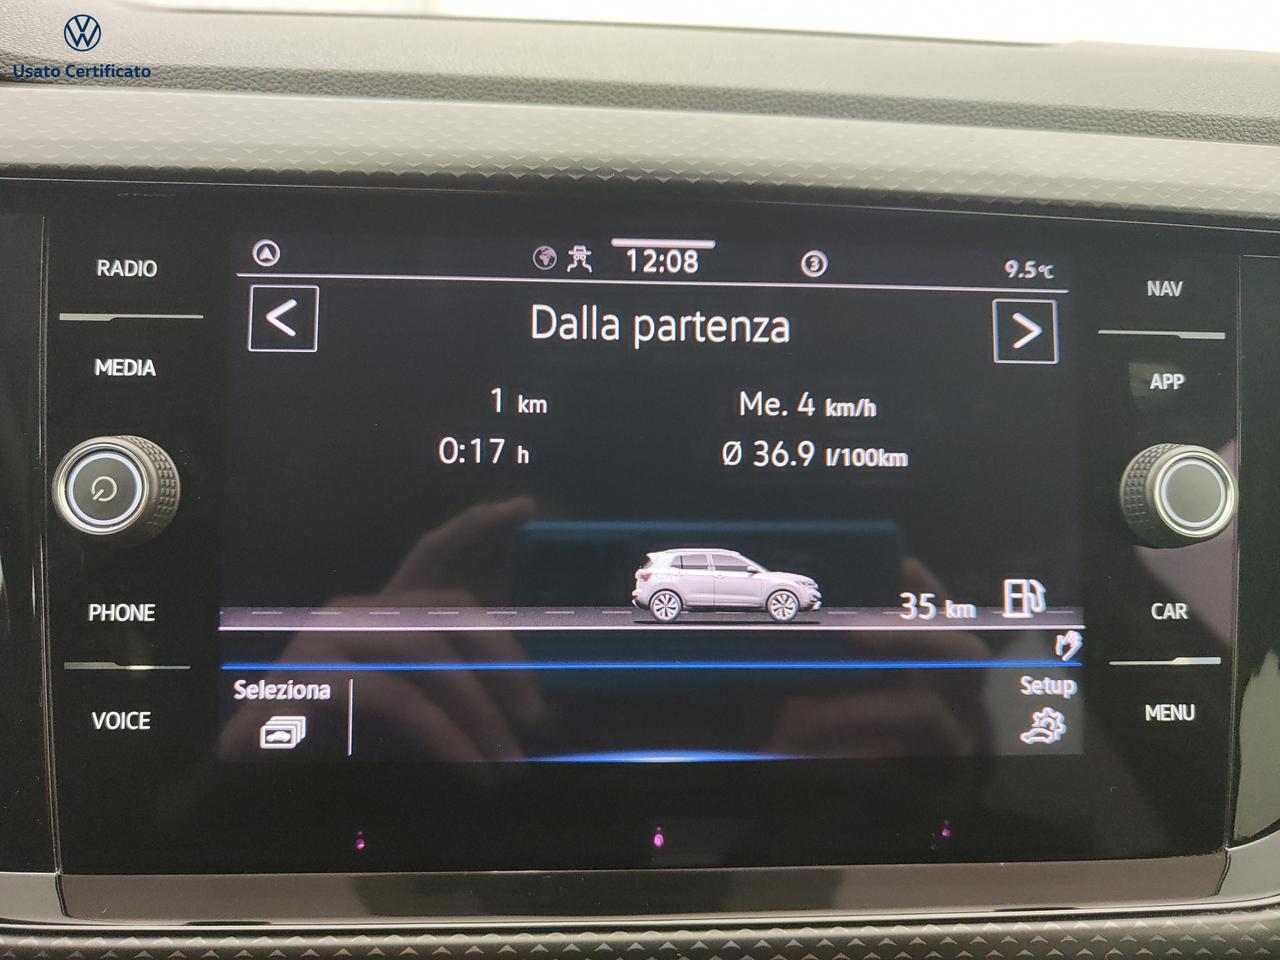 Usato Certificato
RADIO
MEDIA
PHONE
VOICE
12:08
3
9.5°C
Dalla partenza
1 km
Me. 4 km/h
0:17 h
Ø 36.9 l/100km
35 km
Seleziona
Setup
NAV
APP
CAR
MENU